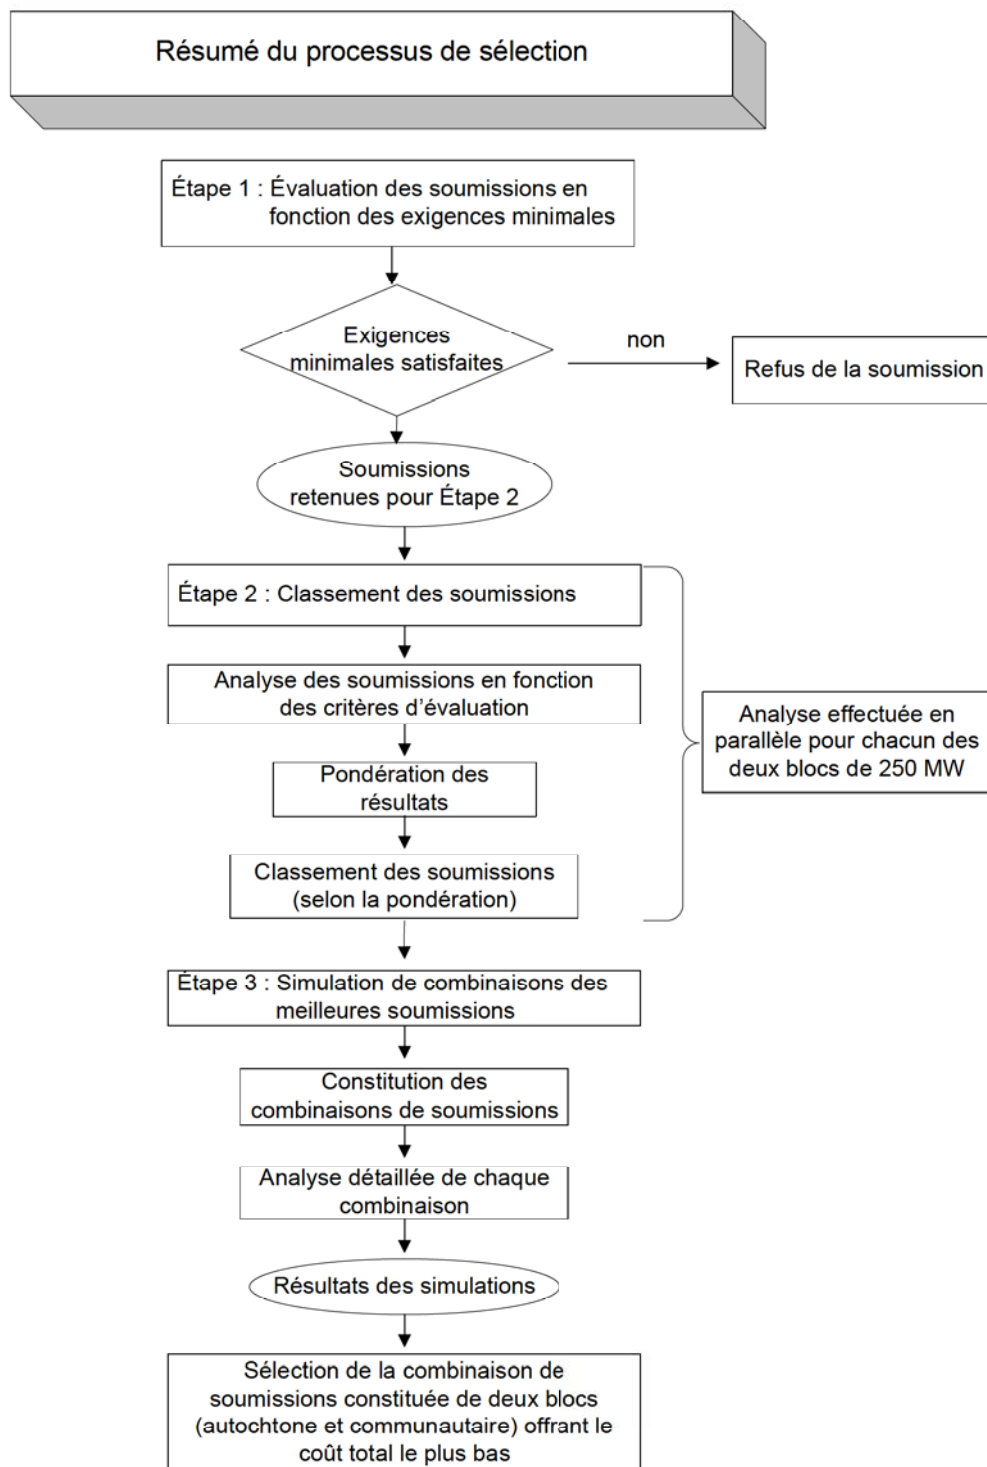 Résumé du processus de sélection
Étape 1 : Évaluation des soumissions en
fonction des exigences minimales
Exigences
minimales satisfaites
non
Refus de la soumission
Soumissions
retenues pour Étape 2
Étape 2 : Classement des soumissions
Analyse des soumissions en fonction
des critères d'évaluation
Pondération des
résultats
Classement des soumissions
(selon la pondération)
Analyse effectuée en
parallèle pour chacun des
deux blocs de 250 MW
Étape 3 : Simulation de combinaisons des
meilleures soumissions
Constitution des
combinaisons de soumissions
Analyse détaillée de chaque
combinaison
Résultats des simulations
Sélection de la combinaison de
soumissions constituée de deux blocs
(autochtone et communautaire) offrant le
coût total le plus bas